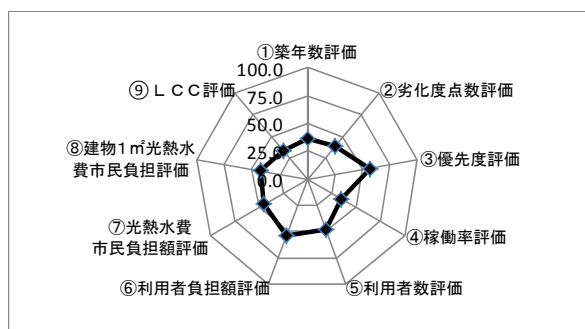 ①築年数評価
100.0
⑨ＬＣＣ評価
75.0
②劣化度点数評価
50.0
⑧建物1㎡光熱水
費市民負担評価
25.0
③優先度評価
0.0
⑦光熱水費
市民負担額評価
④稼働率評価
⑥利用者負担額評価
⑤利用者数評価